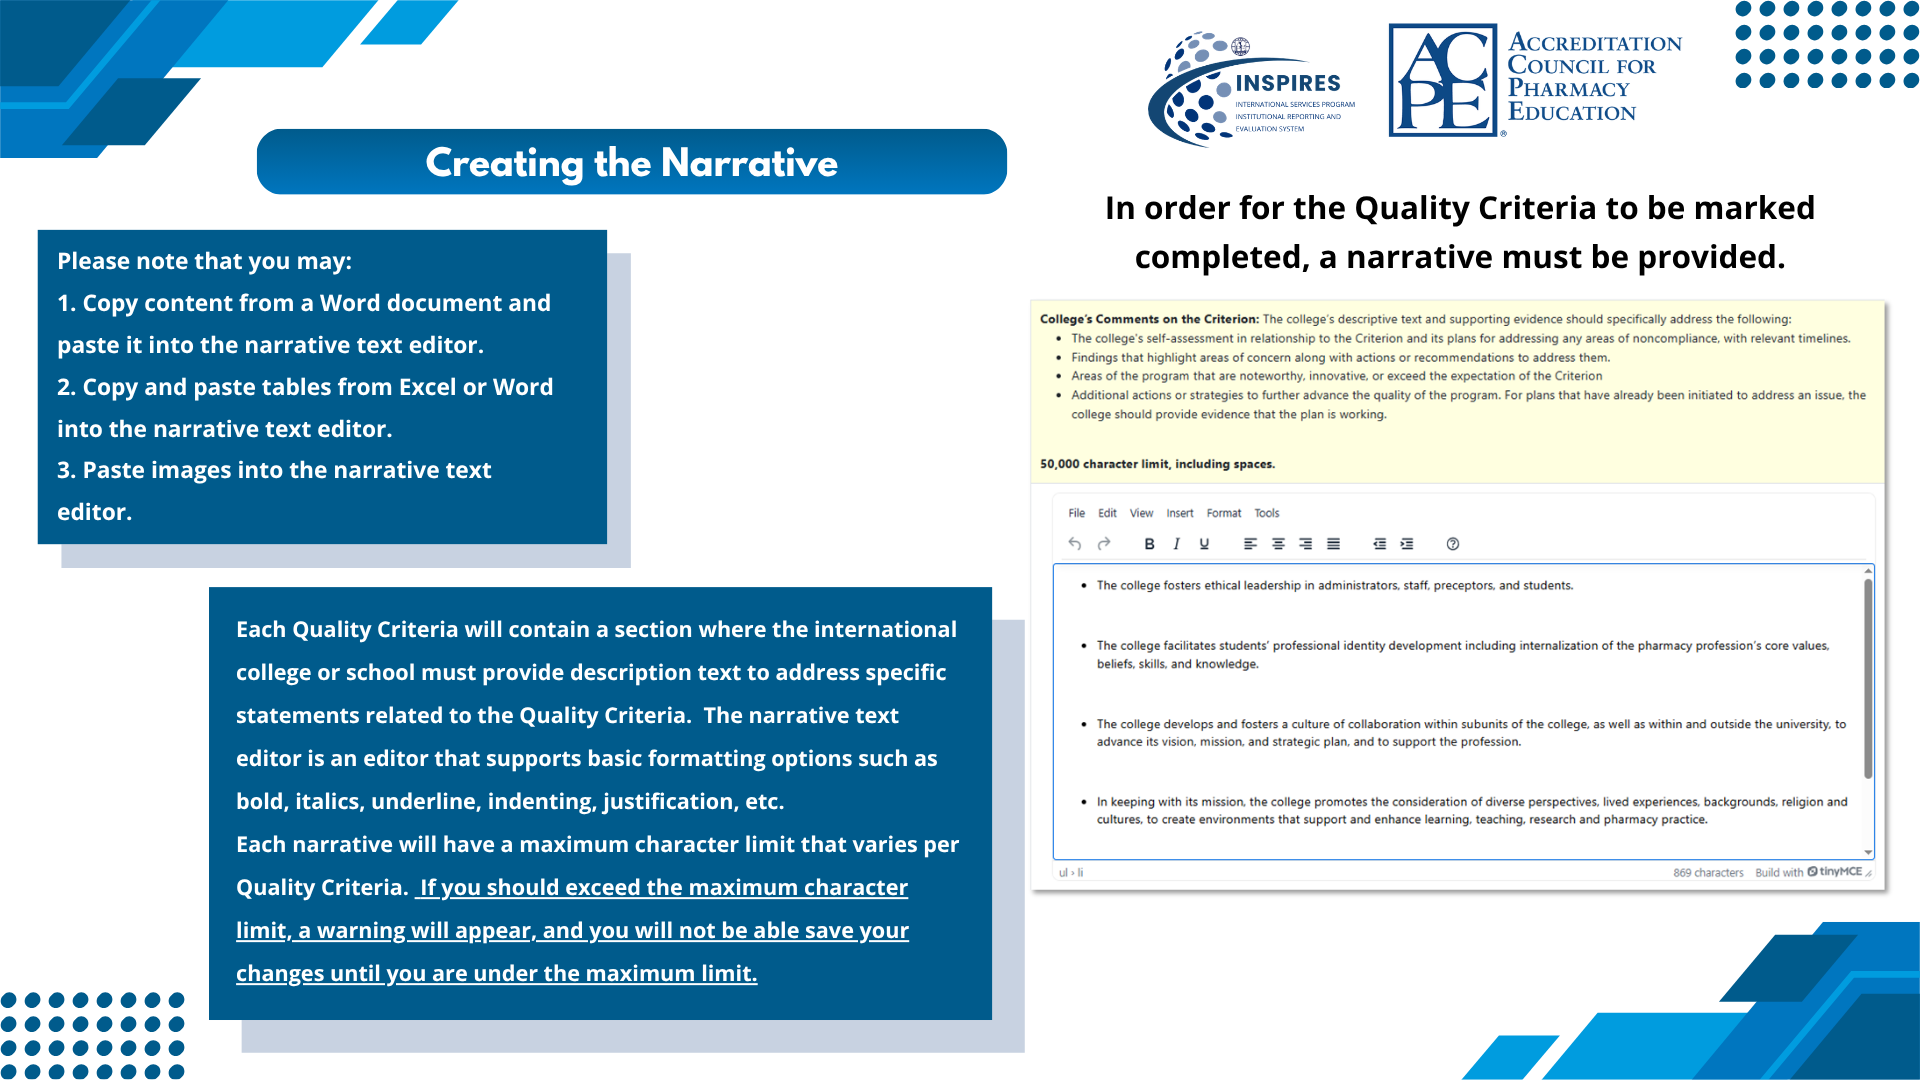 INSPIRES
INTERNATIONAL SERVICES PROGRAM
INSTITUTIONAL REPORTING AND
EVALUATION SYSTEM
AC
PE
®
ACCREDITATION
COUNCIL FOR
PHARMACY
EDUCATION
Creating the Narrative
Please note that you may:
1. Copy content from a Word document and
paste it into the narrative text editor.
2. Copy and paste tables from Excel or Word
into the narrative text editor.
3. Paste images into the narrative text
editor.
Each Quality Criteria will contain a section where the international
college or school must provide description text to address specific
statements related to the Quality Criteria.  The narrative text
editor is an editor that supports basic formatting options such as
bold, italics, underline, indenting, justification, etc.
Each narrative will have a maximum character limit that varies per
Quality Criteria.  If you should exceed the maximum character
limit, a warning will appear, and you will not be able save your
changes until you are under the maximum limit.
In order for the Quality Criteria to be marked
completed, a narrative must be provided.
College's Comments on the Criterion: The college's descriptive text and supporting evidence should specifically address the following:
• The college's self-assessment in relationship to the Criterion and its plans for addressing any areas of noncompliance, with relevant timelines.
• Findings that highlight areas of concern along with actions or recommendations to address them.
• Areas of the program that are noteworthy, innovative, or exceed the expectation of the Criterion
• Additional actions or strategies to further advance the quality of the program. For plans that have already been initiated to address an issue, the
college should provide evidence that the plan is working.
50,000 character limit, including spaces.
File Edit View Insert Format Tools
B I U
• The college fosters ethical leadership in administrators, staff, preceptors, and students.
• The college facilitates students' professional identity development including internalization of the pharmacy profession's core values,
beliefs, skills, and knowledge.
• The college develops and fosters a culture of collaboration within subunits of the college, as well as within and outside the university, to
advance its vision, mission, and strategic plan, and to support the profession.
• In keeping with its mission, the college promotes the consideration of diverse perspectives, lived experiences, backgrounds, religion and
cultures, to create environments that support and enhance learning, teaching, research and pharmacy practice.
ul › li
869 characters Build with tinyMCE